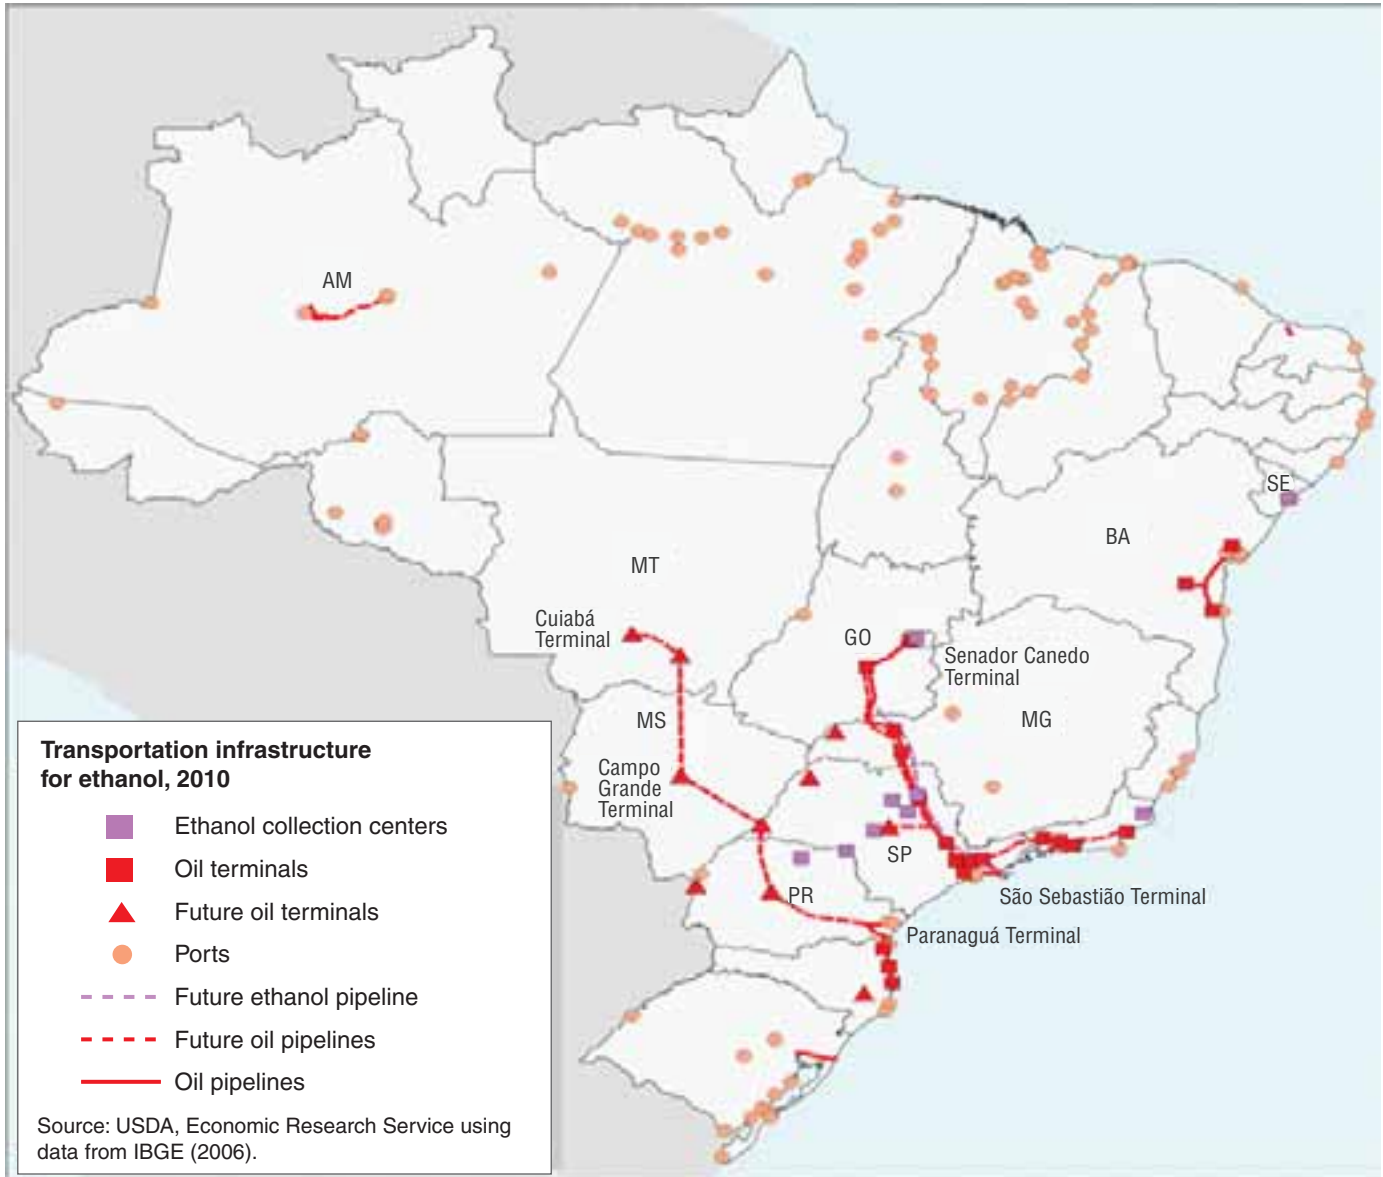 AM
SE
BA
MT
Cuiabá
Terminal
GO
Senador Canedo
Terminal
MS
MG
Campo
Grande
Terminal
SP
PR
São Sebastião Terminal
Paranaguá Terminal
Transportation infrastructure
for ethanol, 2010
Ethanol collection centers
Oil terminals
Future oil terminals
Ports
Future ethanol pipeline
Future oil pipelines
Oil pipelines
Source: USDA, Economic Research Service using
data from IBGE (2006).